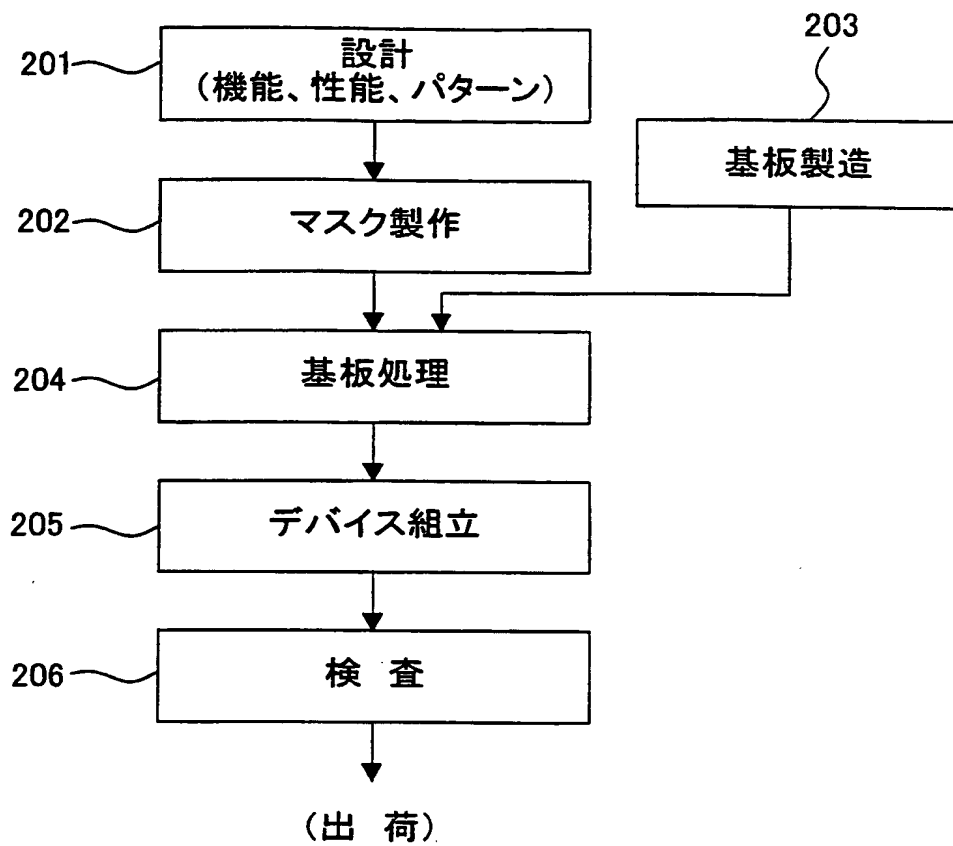 201
設計
(機能、性能、パターン)
203
基板製造
202
マスク製作
204
基板処理
205
デバイス組立
206
検 査
(出 荷)